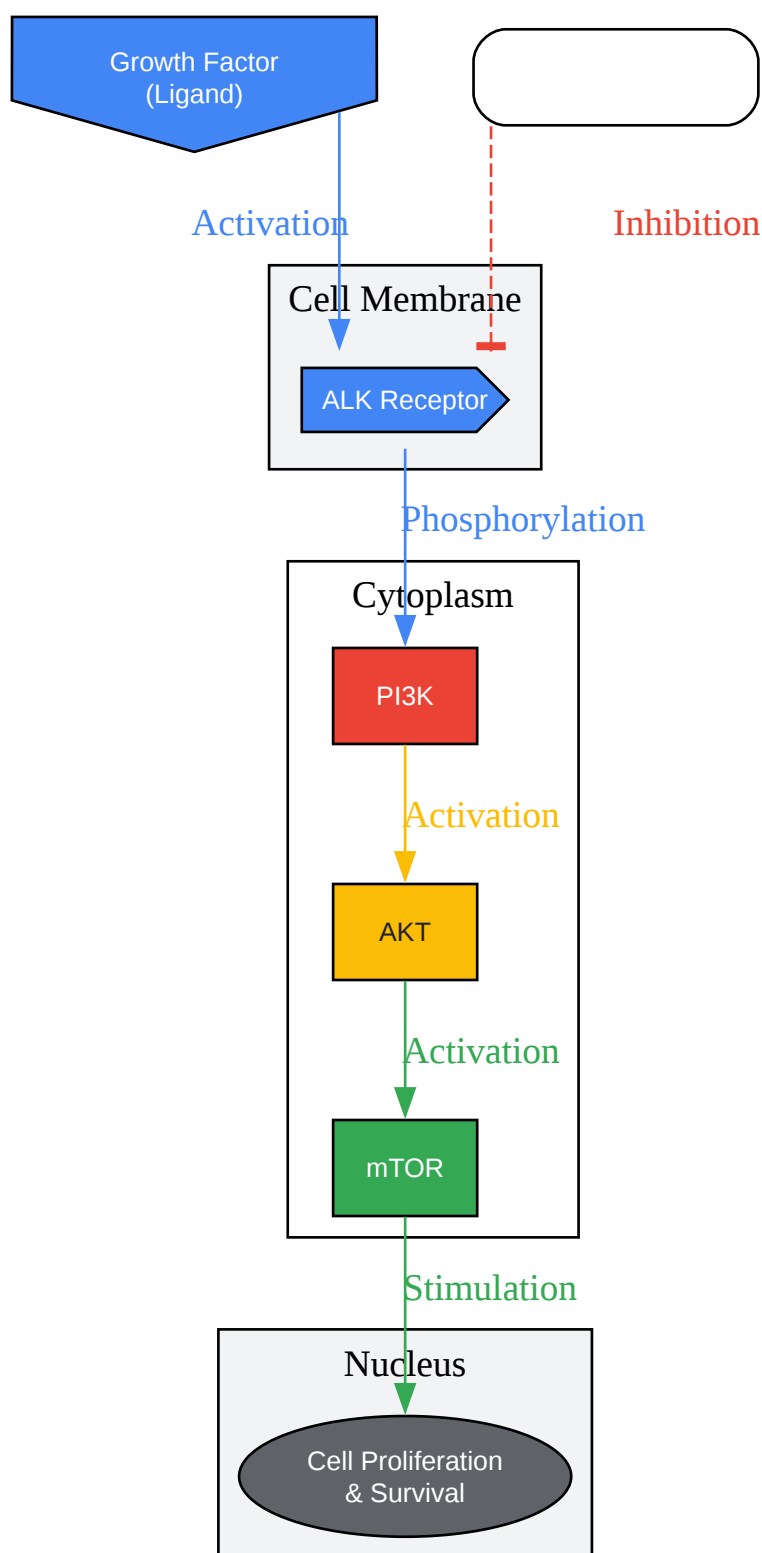 Growth Factor
(Ligand)
Activation
Inhibition
Cell Membrane
ALK Receptor
Phosphorylation
Cytoplasm
PI3K
Activation
AKT
Activation
mTOR
Stimulation
Nucleus
Cell Proliferation
& Survival